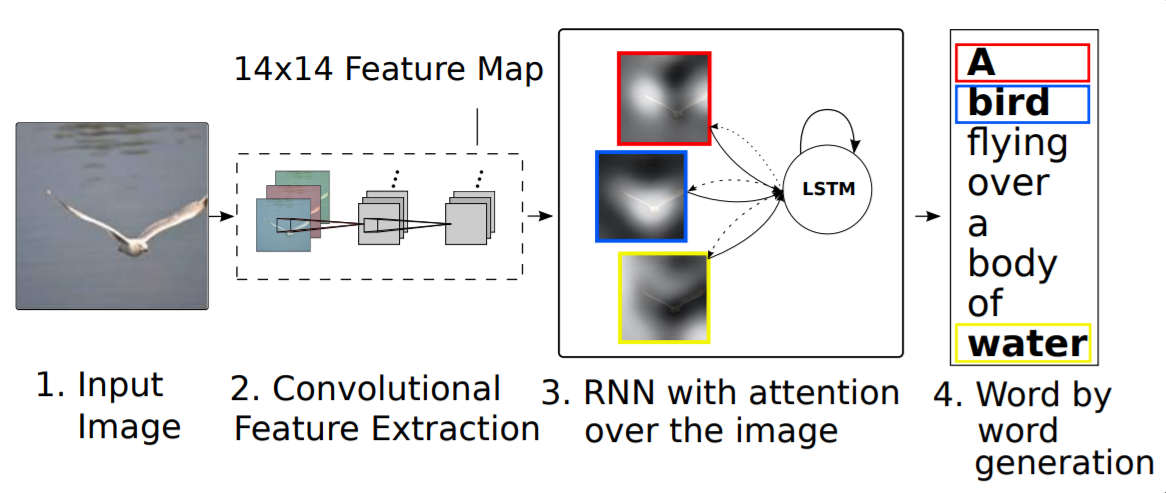 14x14 Feature Map
LSTM
A
bird
flying
over
a
body
of
water
1. Input
Image
2. Convolutional
Feature Extraction
3. RNN with attention
over the image
4. Word by
word
generation